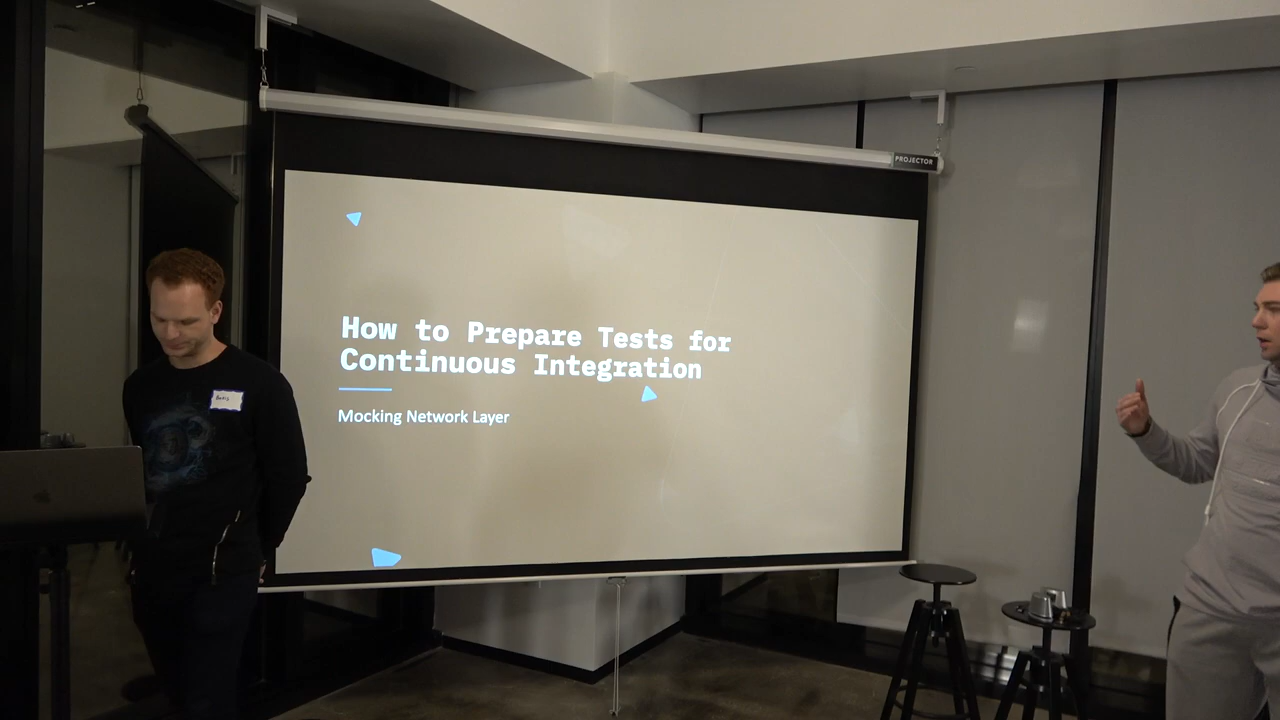 PROJECTOR
How to Prepare Tests for
Continuous Integration
Mocking Network Layer